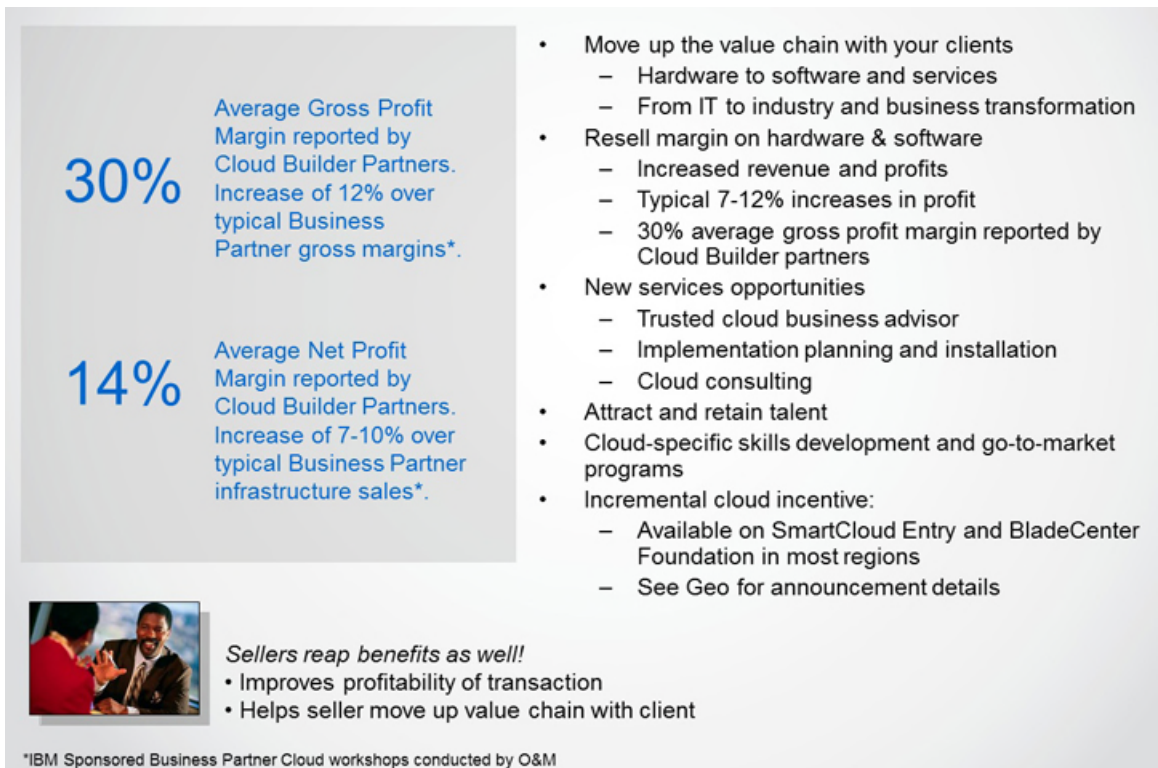 30%
Average Gross Profit
Margin reported by
Cloud Builder Partners.
Increase of 12% over
typical Business
Partner gross margins*.
14%
Average Net Profit
Margin reported by
Cloud Builder Partners.
Increase of 7-10% over
typical Business Partner
infrastructure sales*.
• Move up the value chain with your clients
– Hardware to software and services
– From IT to industry and business transformation
• Resell margin on hardware & software
– Increased revenue and profits
– Typical 7-12% increases in profit
– 30% average gross profit margin reported by
Cloud Builder partners
• New services opportunities
– Trusted cloud business advisor
– Implementation planning and installation
– Cloud consulting
• Attract and retain talent
• Cloud-specific skills development and go-to-market
programs
• Incremental cloud incentive:
– Available on SmartCloud Entry and BladeCenter
Foundation in most regions
– See Geo for announcement details
Sellers reap benefits as well!
• Improves profitability of transaction
• Helps seller move up value chain with client
*IBM Sponsored Business Partner Cloud workshops conducted by O&M